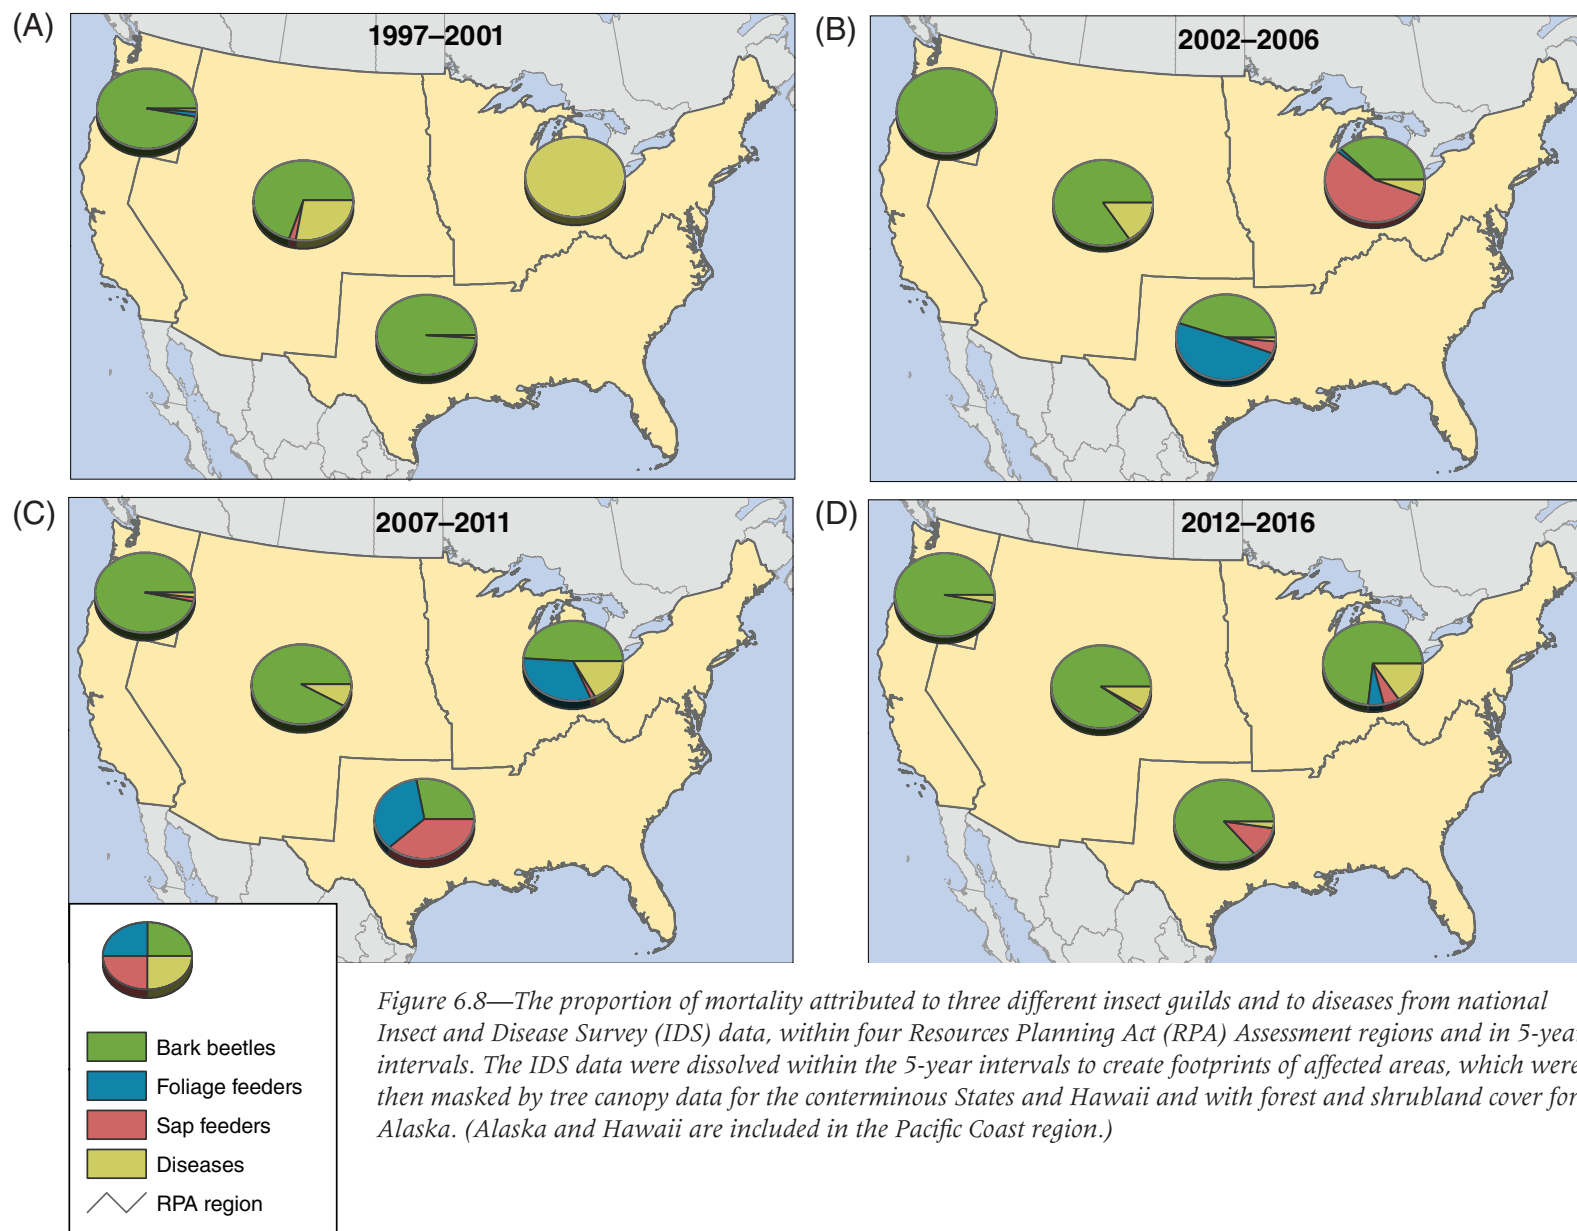 (A)
1997–2001
(B)
2002–2006
(C)
2007–2011
(D)
2012–2016
Bark beetles
Foliage feeders
Sap feeders
Diseases
RPA region
Figure 6.8—The proportion of mortality attributed to three different insect guilds and to diseases from national
Insect and Disease Survey (IDS) data, within four Resources Planning Act (RPA) Assessment regions and in 5-year
intervals. The IDS data were dissolved within the 5-year intervals to create footprints of affected areas, which were
then masked by tree canopy data for the conterminous States and Hawaii and with forest and shrubland cover for
Alaska. (Alaska and Hawaii are included in the Pacific Coast region.)